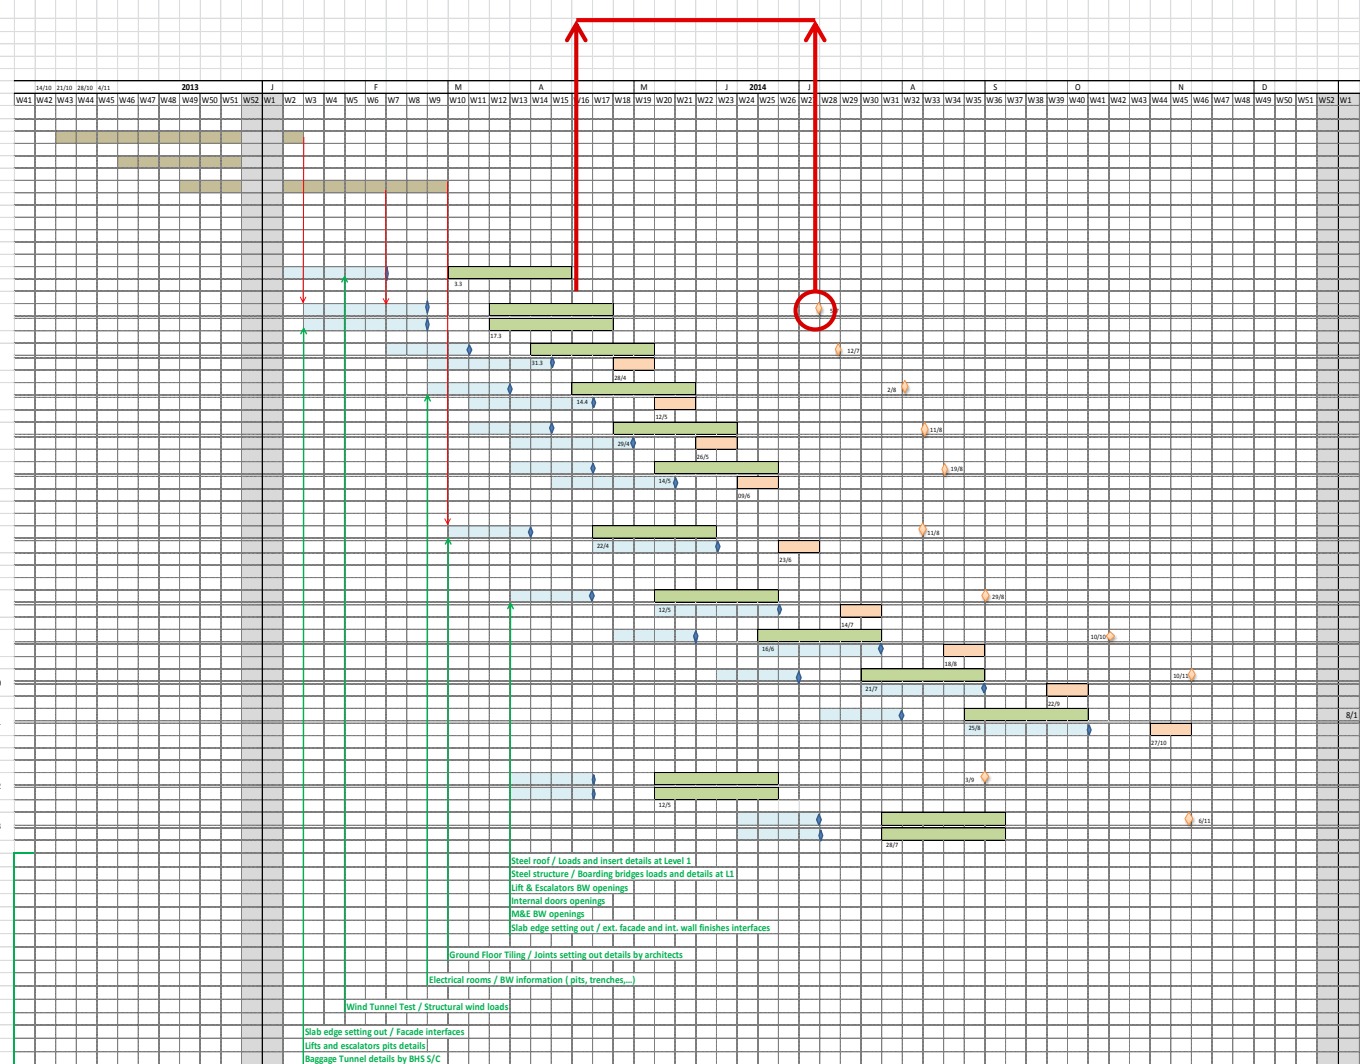 14/10 21/10 28/10 4/11 2013 J F M A M J 2014 J A S O N D
W41 W42 W43 W44 W45 W46 W47 W48 W49 W50 W51 W52 W1 W2 W3 W4 W5 W6 W7 W8 W9 W10 W11 W12 W13 W14 W15 W16 W17 W18 W19 W20 W21 W22 W23 W24 W25 W26 W28 W29 W30 W31 W32 W33 W34 W35 W36 W37 W38 W39 W40 W41 W42 W43 W44 W45 W46 W47 W48 W49 W50 W51 W52 W1
3.3
17.3
12/7
31.3
28/4
2/8
14.4
12/5
11/8
29/4
26/5
19/8
14/5
09/6
11/8
22/4
23/6
29/8
12/5
14/7
10/10
16/6
18/8
10/11
21/7
22/9
8/1
25/8
27/10
3/9
12/5
6/11
28/7
Steel roof / Loads and insert details at Level 1
Steel structure / Boarding bridges loads and details at L1
Lift & Escalators BW openings
Internal doors openings
M&E BW openings
Slab edge setting out / ext. facade and int. wall finishes interfaces
Ground Floor Tiling / Joints setting out details by architects
Electrical rooms / BW information ( pits, trenches,...)
Wind Tunnel Test / Structural wind loads
Slab edge setting out / Facade interfaces
Lifts and escalators pits details
Baggage Tunnel details by BHS S/C